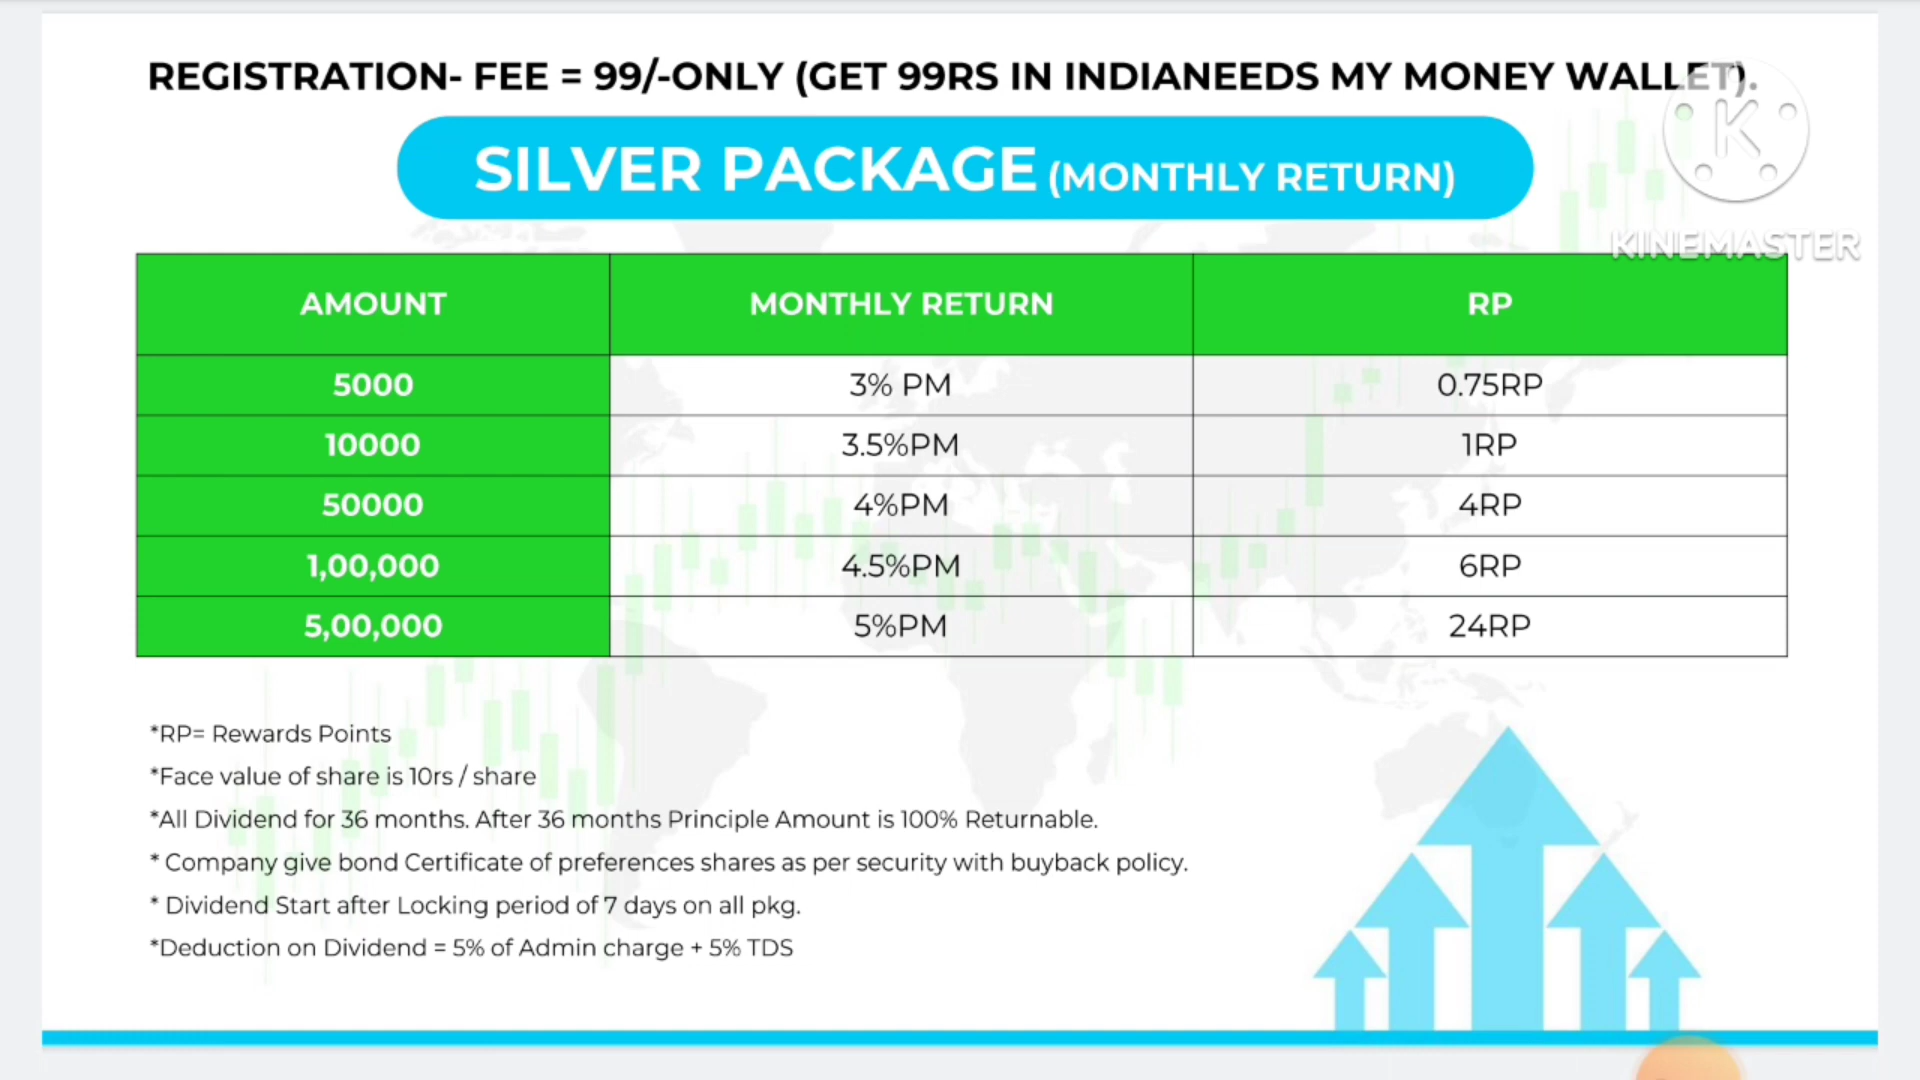 REGISTRATION- FEE = 99/-ONLY (GET 99RS IN INDIANEEDS MY MONEY WALLET).
K
KINEMASTER
SILVER PACKAGE (MONTHLY RETURN)
AMOUNT MONTHLY RETURN RP
5000 3% PM 0.75RP
10000 3.5%PM 1RP
50000 4%PM 4RP
1,00,000 4.5%PM 6RP
5,00,000 5%PM 24RP
*RP= Rewards Points
*Face value of share is 10rs / share
*All Dividend for 36 months. After 36 months Principle Amount is 100% Returnable.
* Company give bond Certificate of preferences shares as per security with buyback policy.
* Dividend Start after Locking period of 7 days on all pkg.
*Deduction on Dividend = 5% of Admin charge + 5% TDS